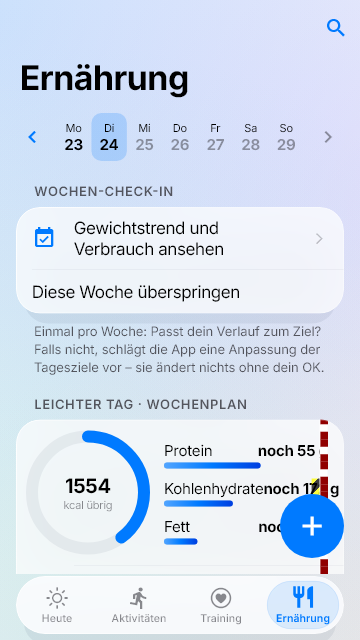 Ernährung
Mo Di Mi Do Fr Sa So
23 24 25 26 27 28 29
WOCHEN-CHECK-IN
Gewichtstrend und
Verbrauch ansehen
Diese Woche überspringen
Einmal pro Woche: Passt dein Verlauf zum Ziel?
Falls nicht, schlägt die App eine Anpassung der
Tagesziele vor – sie ändert nichts ohne dein OK.
LEICHTER TAG · WOCHENPLAN
1554
kcal übrig
Protein noch 55
Kohlenhydrate noch g
Fett
Heute Aktivitäten Training Ernährung